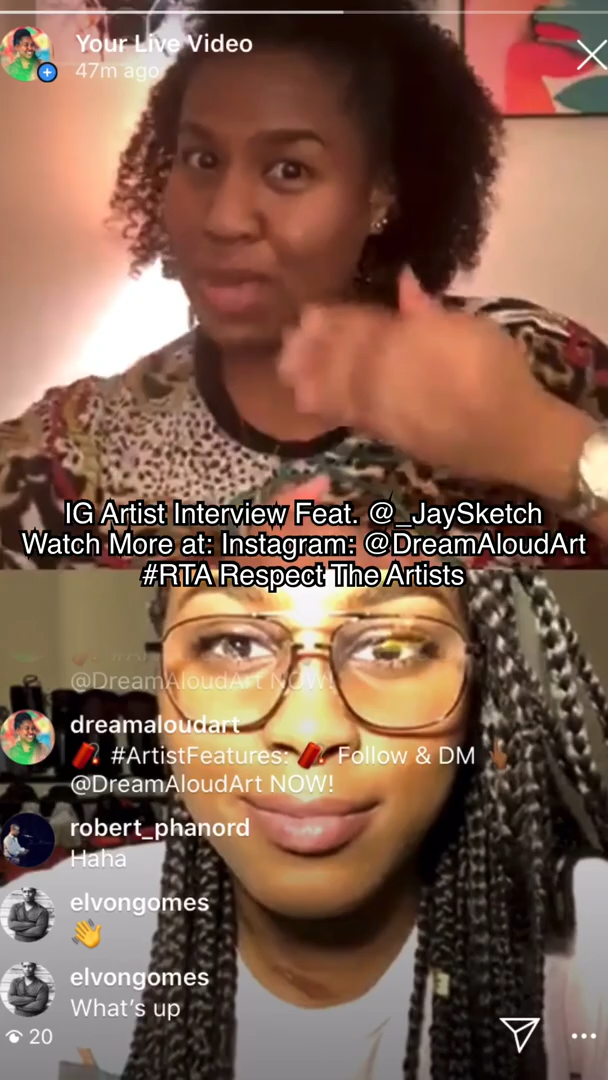 Your Live Video
47m ago
IG Artist Interview Feat. @_JaySketch
Watch More at: Instagram: @DreamAloudArt
#RTA Respect The Artists
@DreamAloudArt NOW!
dreamaloudart
🧨 #ArtistFeatures: 🧨 Follow & DM
@DreamAloudArt NOW!
robert_phanord
Haha
elvongomes
👋
elvongomes
What's up
20